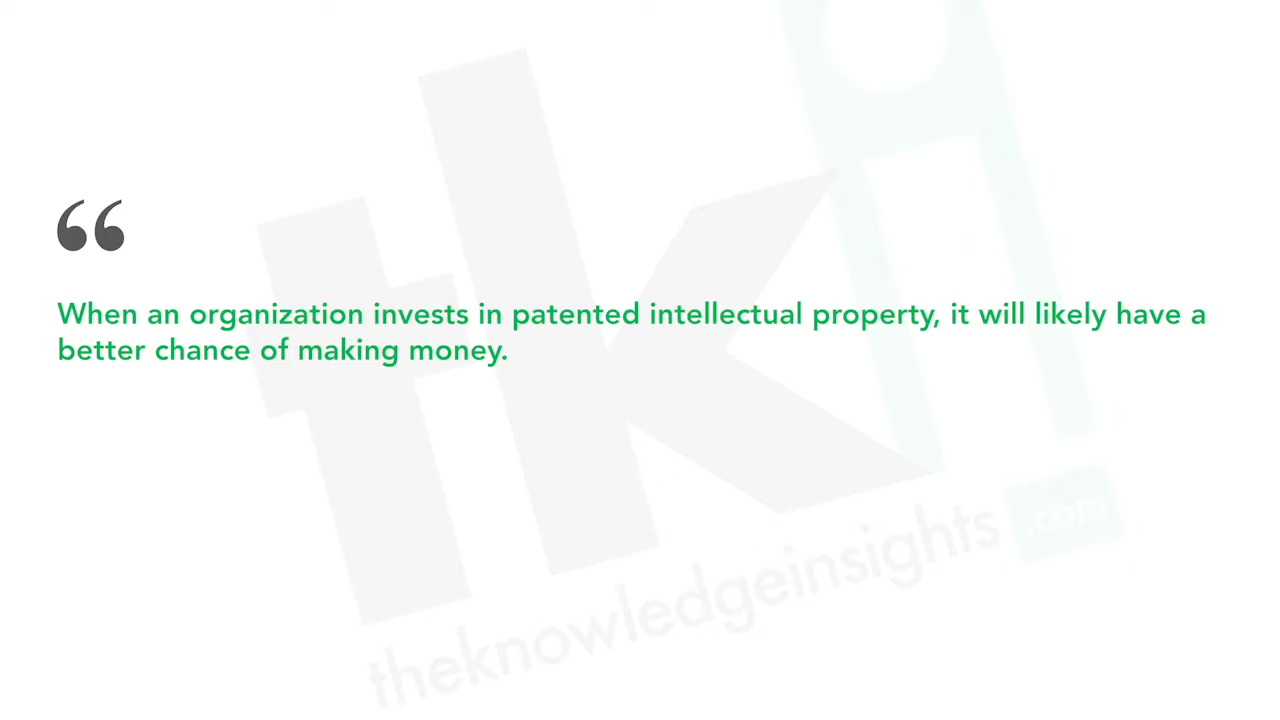 “
When an organization invests in patented intellectual property, it will likely have a
better chance of making money.
tki
theknowledgeinsights .com